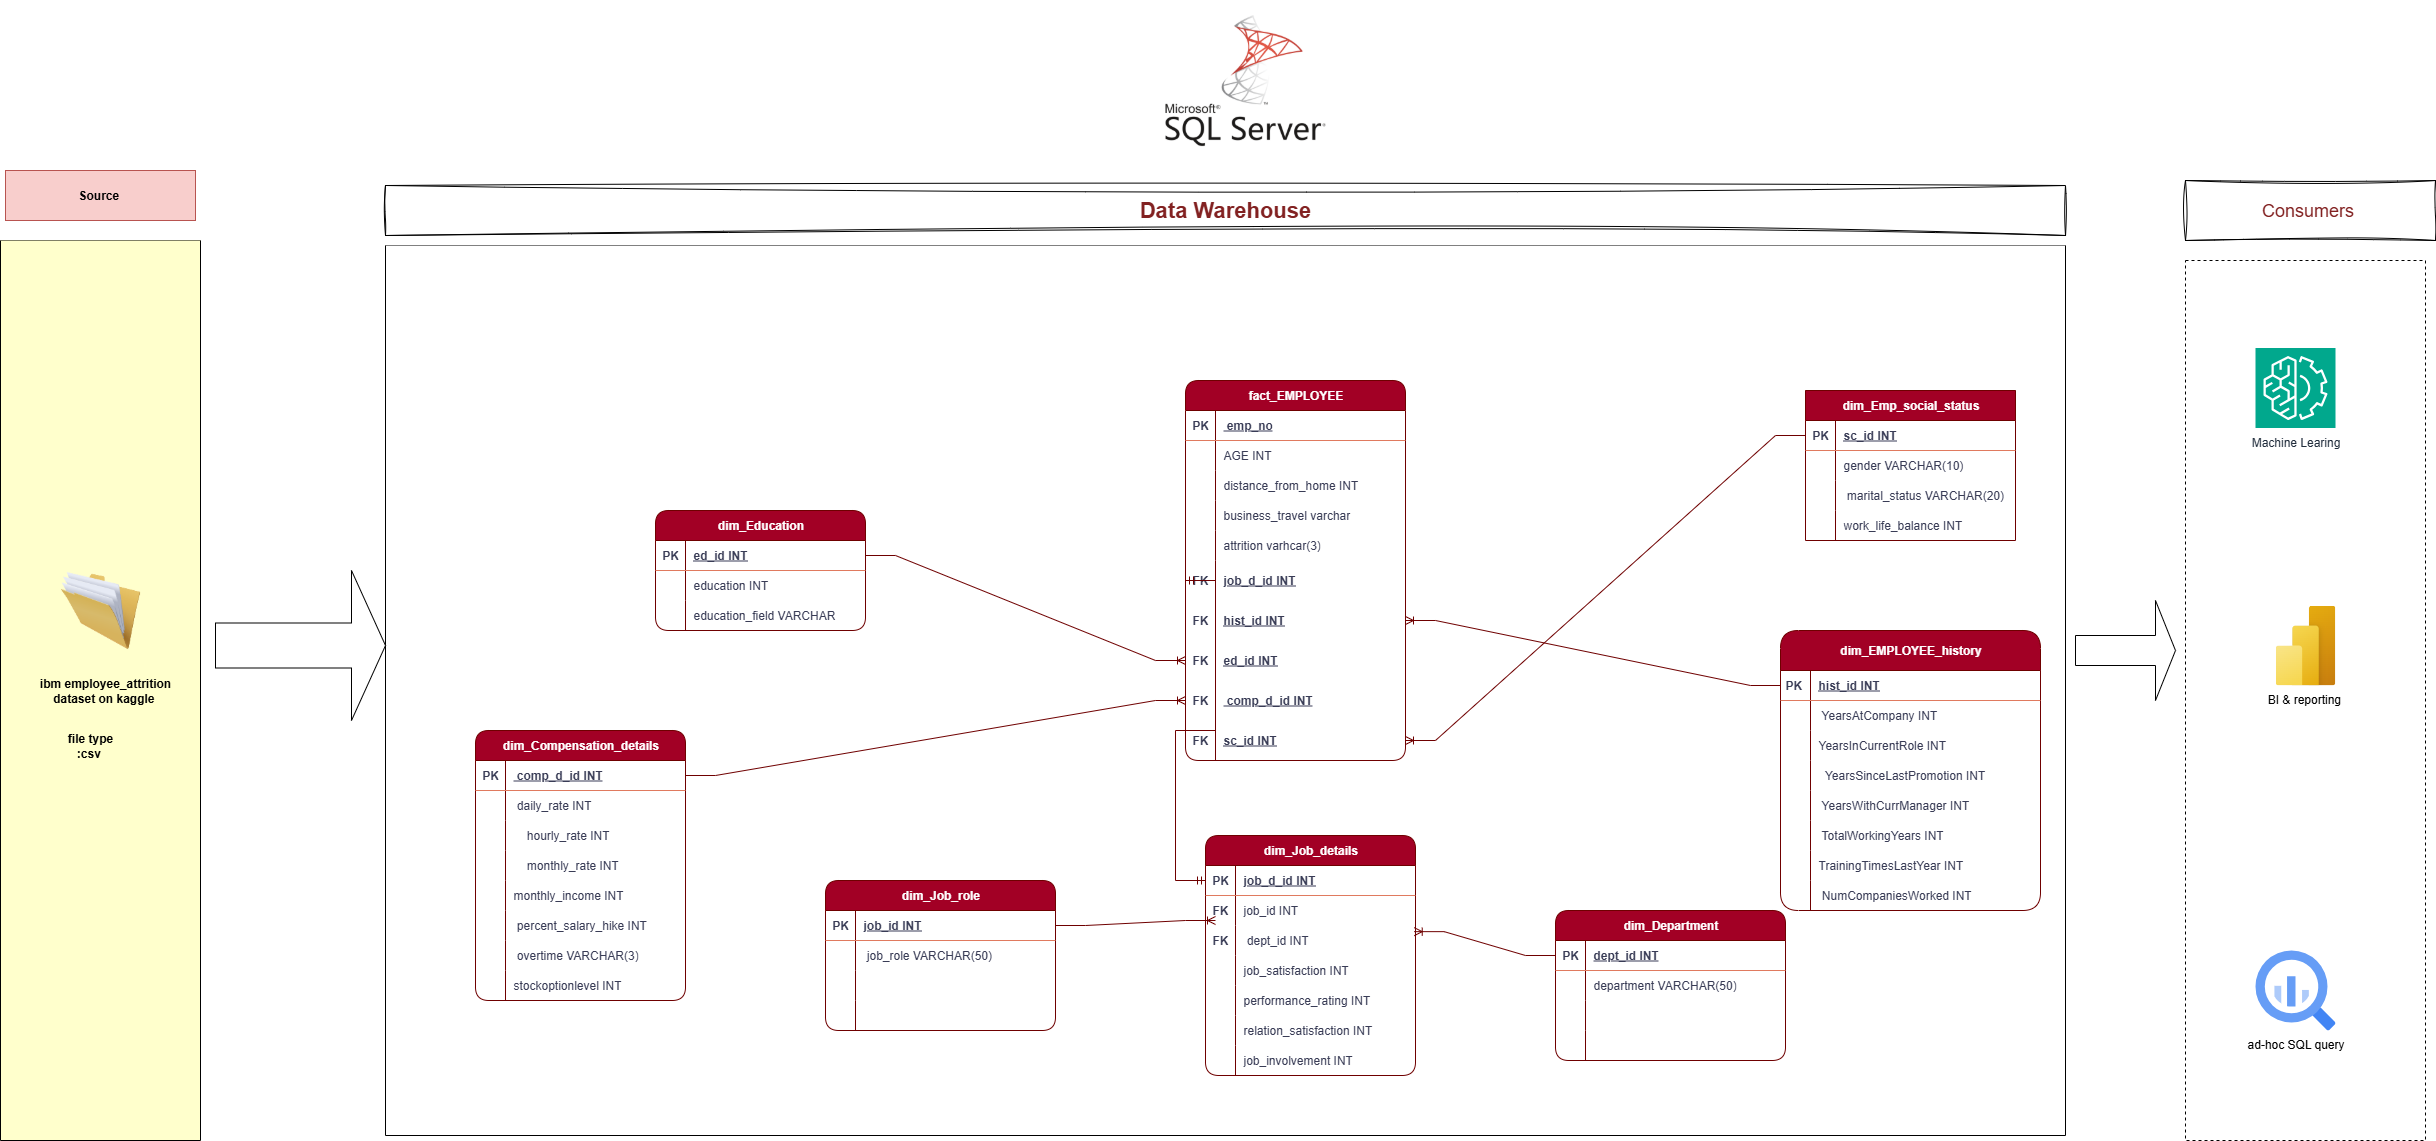 Microsoft®
SQL Server
Source
Data Warehouse
Consumers
ibm employee_attrition
dataset on kaggle
file type
:csv
fact_EMPLOYEE
PK emp_no
AGE INT
distance_from_home INT
business_travel varchar
attrition varhcar(3)
FK job_d_id INT
FK hist_id INT
FK ed_id INT
FK comp_d_id INT
FK sc_id INT
dim_Education
PK ed_id INT
education INT
education_field VARCHAR
dim_Compensation_details
PK comp_d_id INT
daily_rate INT
hourly_rate INT
monthly_rate INT
monthly_income INT
percent_salary_hike INT
overtime VARCHAR(3)
stockoptionlevel INT
dim_Job_role
PK job_id INT
job_role VARCHAR(50)
dim_Job_details
PK job_d_id INT
FK job_id INT
FK dept_id INT
job_satisfaction INT
performance_rating INT
relation_satisfaction INT
job_involvement INT
dim_Department
PK dept_id INT
department VARCHAR(50)
dim_Emp_social_status
PK sc_id INT
gender VARCHAR(10)
marital_status VARCHAR(20)
work_life_balance INT
dim_EMPLOYEE_history
PK hist_id INT
YearsAtCompany INT
YearsInCurrentRole INT
YearsSinceLastPromotion INT
YearsWithCurrManager INT
TotalWorkingYears INT
TrainingTimesLastYear INT
NumCompaniesWorked INT
Machine Learing
BI & reporting
ad-hoc SQL query